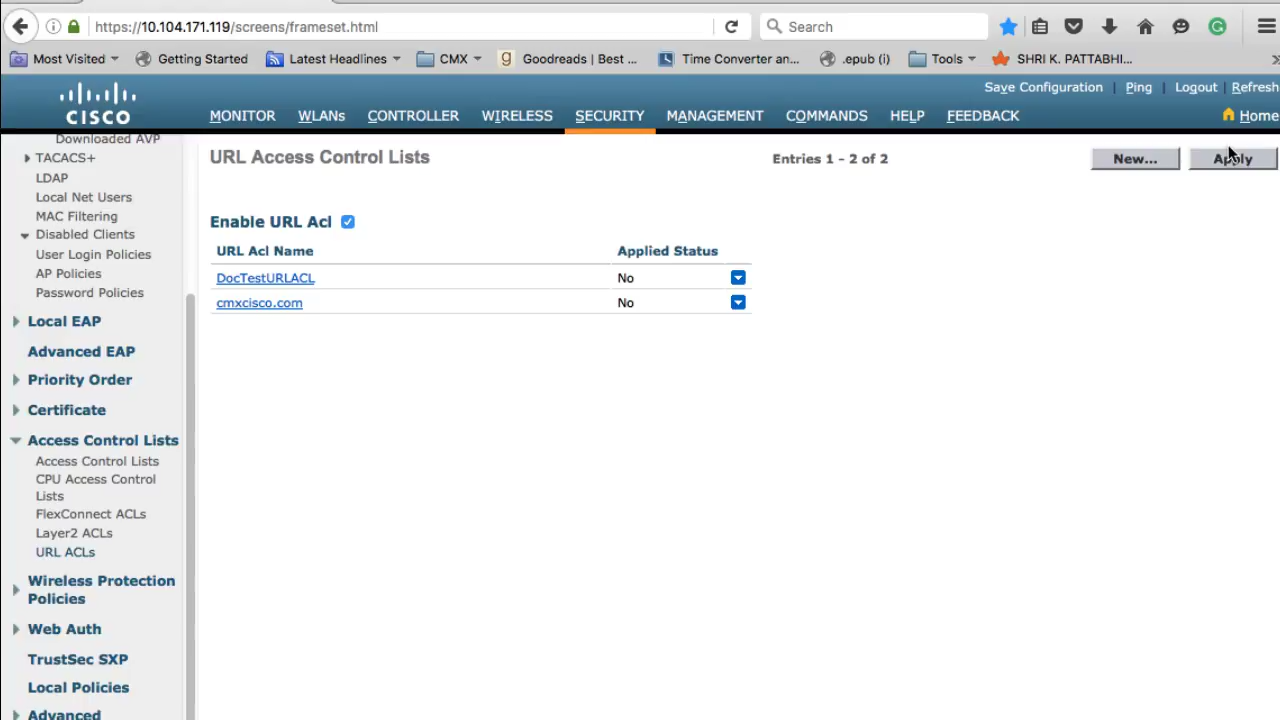 https://10.104.171.119/screens/frameset.html
Search
Most Visited
Getting Started
Latest Headlines
CMX
Goodreads | Best ...
Time Converter an...
.epub (i)
Tools
SHRI K. PATTABHI...
Save Configuration | Ping | Logout | Refresh
CISCO
MONITOR WLANs CONTROLLER WIRELESS SECURITY MANAGEMENT COMMANDS HELP FEEDBACK
Home
Downloaded AVP
TACACS+
LDAP
Local Net Users
MAC Filtering
Disabled Clients
User Login Policies
AP Policies
Password Policies
Local EAP
Advanced EAP
Priority Order
Certificate
Access Control Lists
Access Control Lists
CPU Access Control
Lists
FlexConnect ACLs
Layer2 ACLs
URL ACLs
Wireless Protection
Policies
Web Auth
TrustSec SXP
Local Policies
Advanced
URL Access Control Lists
Entries 1 - 2 of 2
New...
Apply
Enable URL Acl
URL Acl Name Applied Status
DocTestURLACL No
cmxcisco.com No